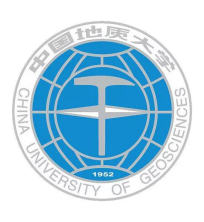 中国地质大学
CHINA UNIVERSITY OF GEOSCIENCES
1952